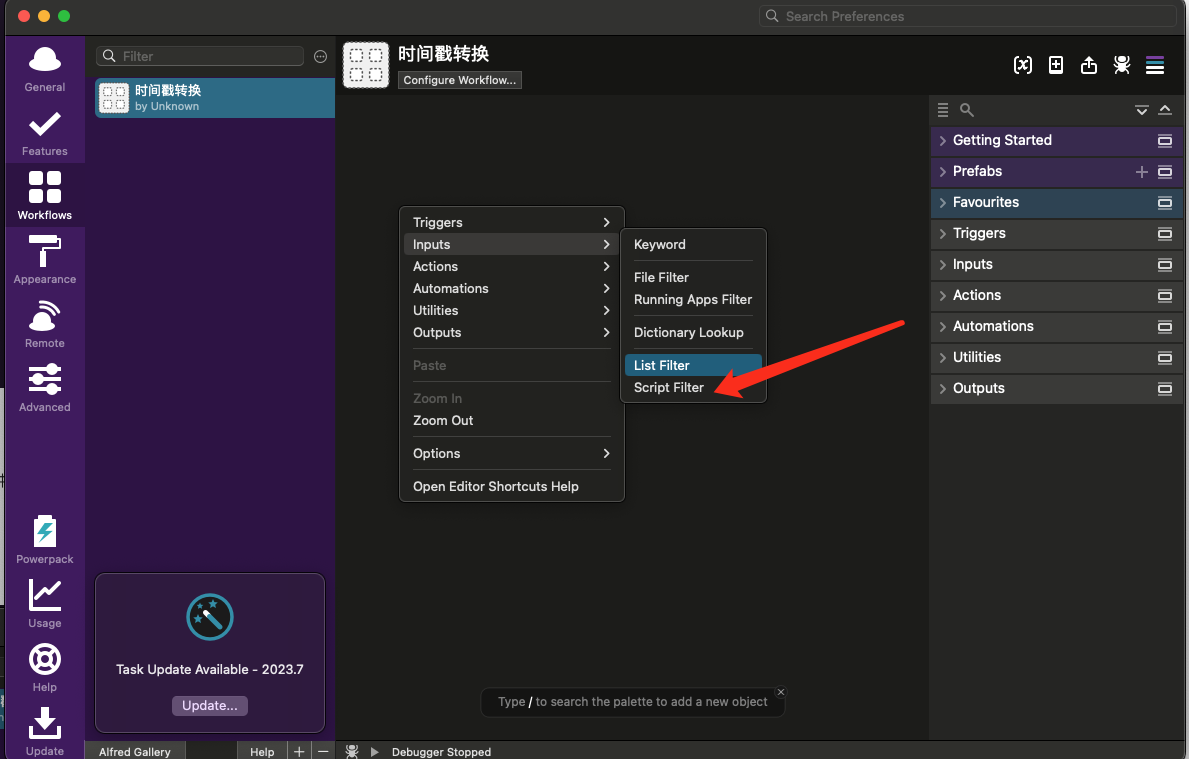 Search Preferences
General
Features
Workflows
Appearance
Remote
Advanced
Powerpack
Usage
Help
Update
Filter
时间戳转换
by Unknown
Task Update Available - 2023.7
Update...
Alfred Gallery
Help
时间戳转换
Configure Workflow...
Triggers
Inputs
Actions
Automations
Utilities
Outputs
Paste
Zoom In
Zoom Out
Options
Open Editor Shortcuts Help
Keyword
File Filter
Running Apps Filter
Dictionary Lookup
List Filter
Script Filter
Type / to search the palette to add a new object
Debugger Stopped
Getting Started
Prefabs
Favourites
Triggers
Inputs
Actions
Automations
Utilities
Outputs